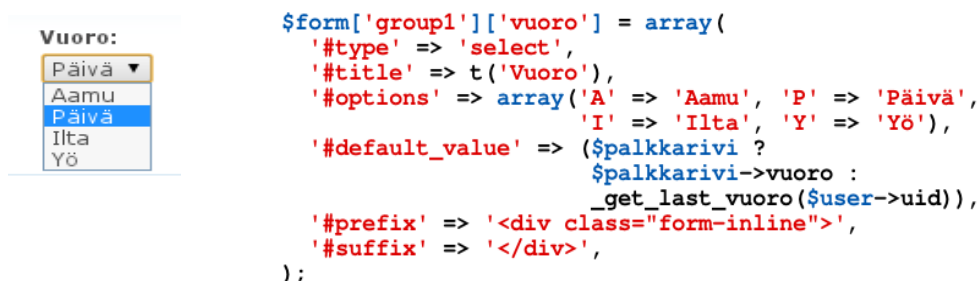 Vuoro:
Päivä ▼
Aamu
Päivä
Ilta
Yö
$form['group1']['vuoro'] = array(
  '#type' => 'select',
  '#title' => t('Vuoro'),
  '#options' => array('A' => 'Aamu', 'P' => 'Päivä',
                      'I' => 'Ilta', 'Y' => 'Yö'),
  '#default_value' => ($palkkarivi ?
                       $palkkarivi->vuoro :
                       _get_last_vuoro($user->uid)),
  '#prefix' => '<div class="form-inline">',
  '#suffix' => '</div>',
);